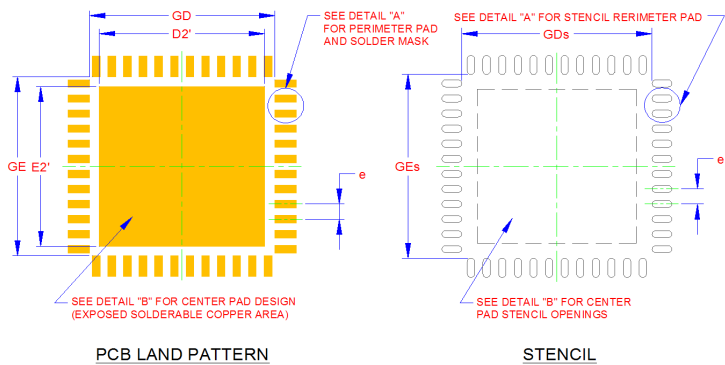 GD
D2'
SEE DETAIL "A"
FOR PERIMETER PAD
AND SOLDER MASK
GE
E2'
e
SEE DETAIL "B" FOR CENTER PAD DESIGN
(EXPOSED SOLDERABLE COPPER AREA)
PCB LAND PATTERN
SEE DETAIL "A" FOR STENCIL RERIMETER PAD
GDs
GEs
e
SEE DETAIL "B" FOR CENTER
PAD STENCIL OPENINGS
STENCIL